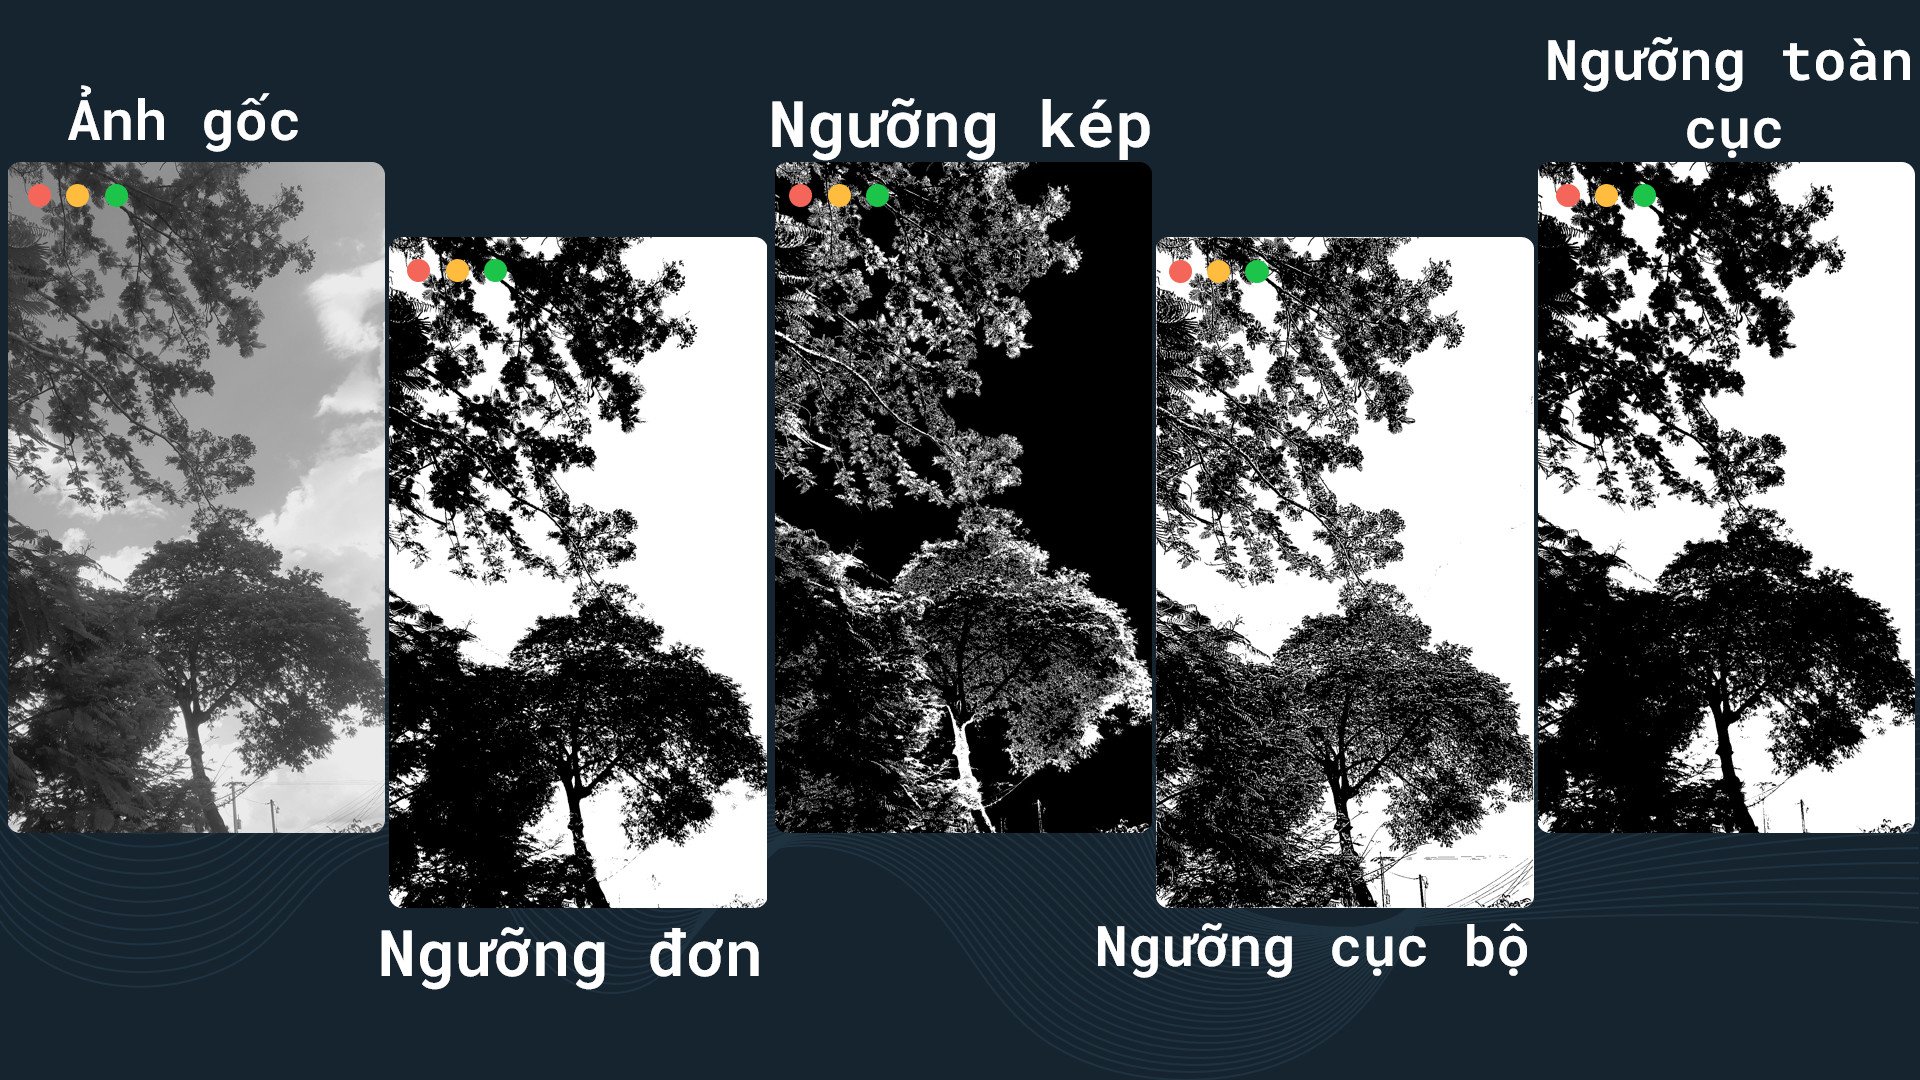 Ảnh gốc
Ngưỡng đơn
Ngưỡng kép
Ngưỡng cục bộ
Ngưỡng toàn
cục